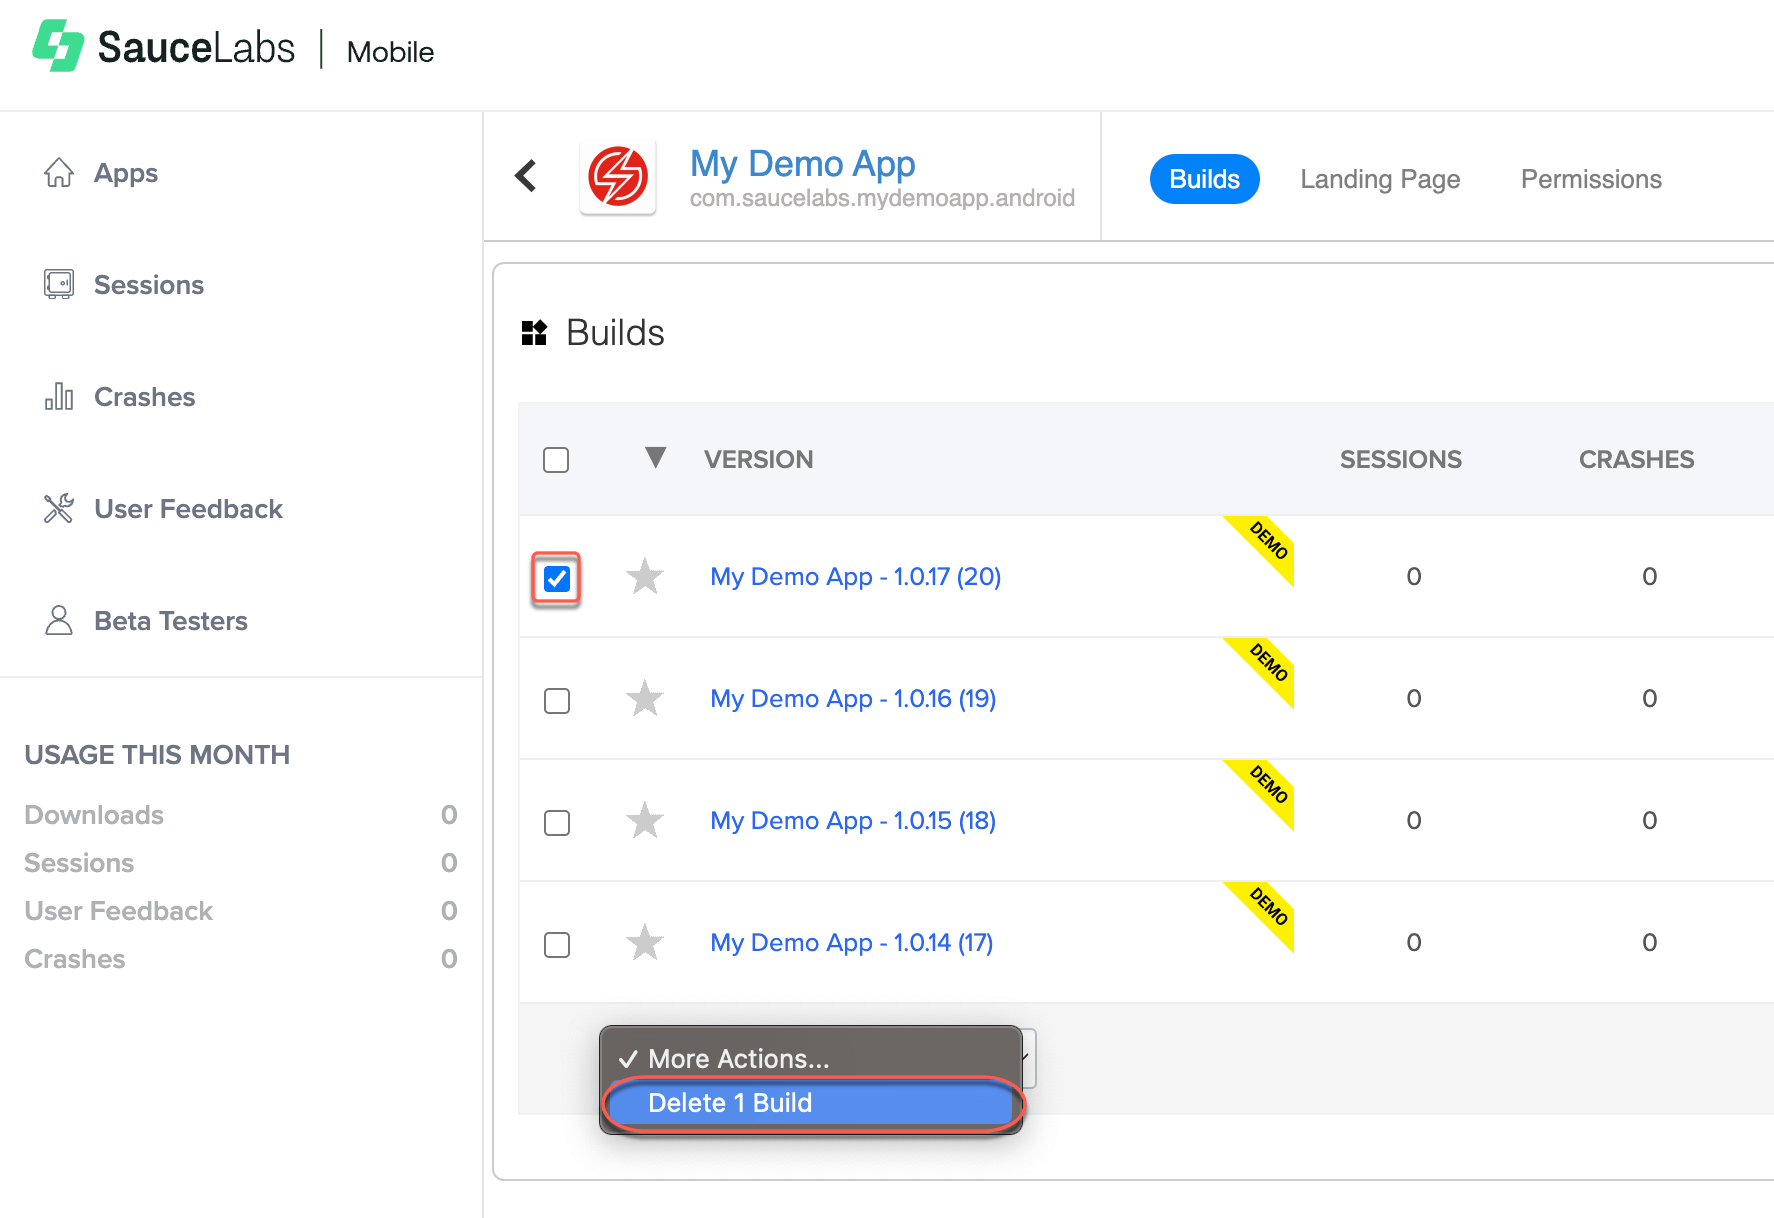 SauceLabs | Mobile
Apps
Sessions
Crashes
User Feedback
Beta Testers
USAGE THIS MONTH
Downloads 0
Sessions 0
User Feedback 0
Crashes 0
My Demo App
com.saucelabs.mydemoapp.android
Builds Landing Page Permissions
Builds
VERSION SESSIONS CRASHES
My Demo App - 1.0.17 (20) DEMO 0 0
My Demo App - 1.0.16 (19) DEMO 0 0
My Demo App - 1.0.15 (18) DEMO 0 0
My Demo App - 1.0.14 (17) DEMO 0 0
✓ More Actions...
Delete 1 Build